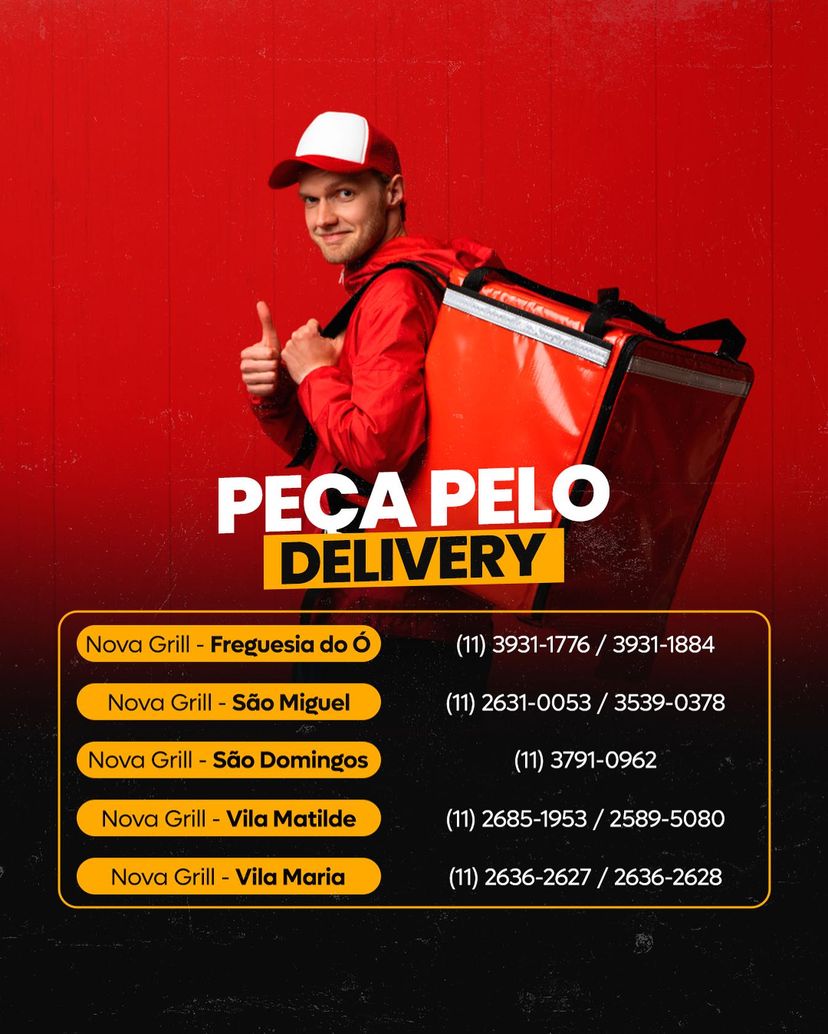 PEÇA PELO
DELIVERY
Nova Grill - Freguesia do Ó (11) 3931-1776 / 3931-1884
Nova Grill - São Miguel (11) 2631-0053 / 3539-0378
Nova Grill - São Domingos (11) 3791-0962
Nova Grill - Vila Matilde (11) 2685-1953 / 2589-5080
Nova Grill - Vila Maria (11) 2636-2627 / 2636-2628